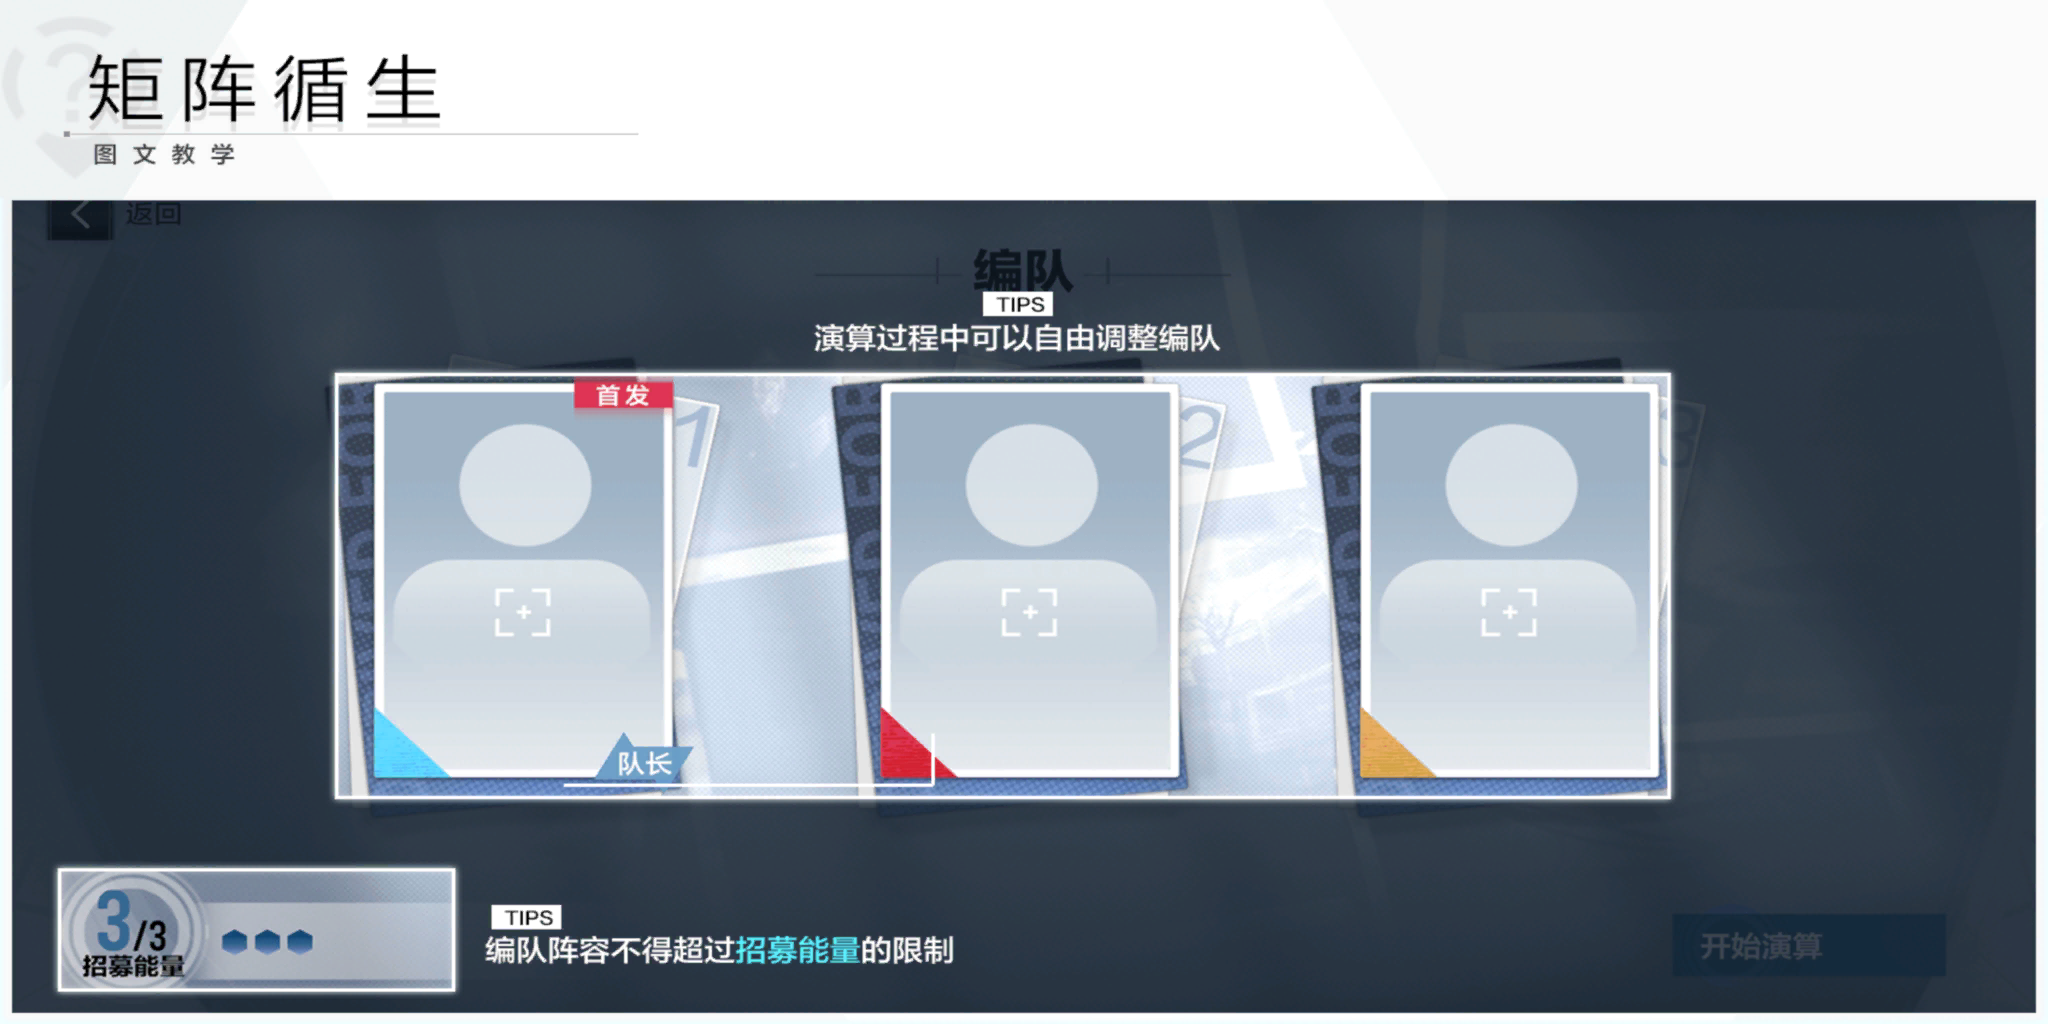 矩阵循生
图文教学
返回
编队
TIPS
演算过程中可以自由调整编队
首发
1
2
3
队长
3/3
招募能量
TIPS
编队阵容不得超过招募能量的限制
开始演算